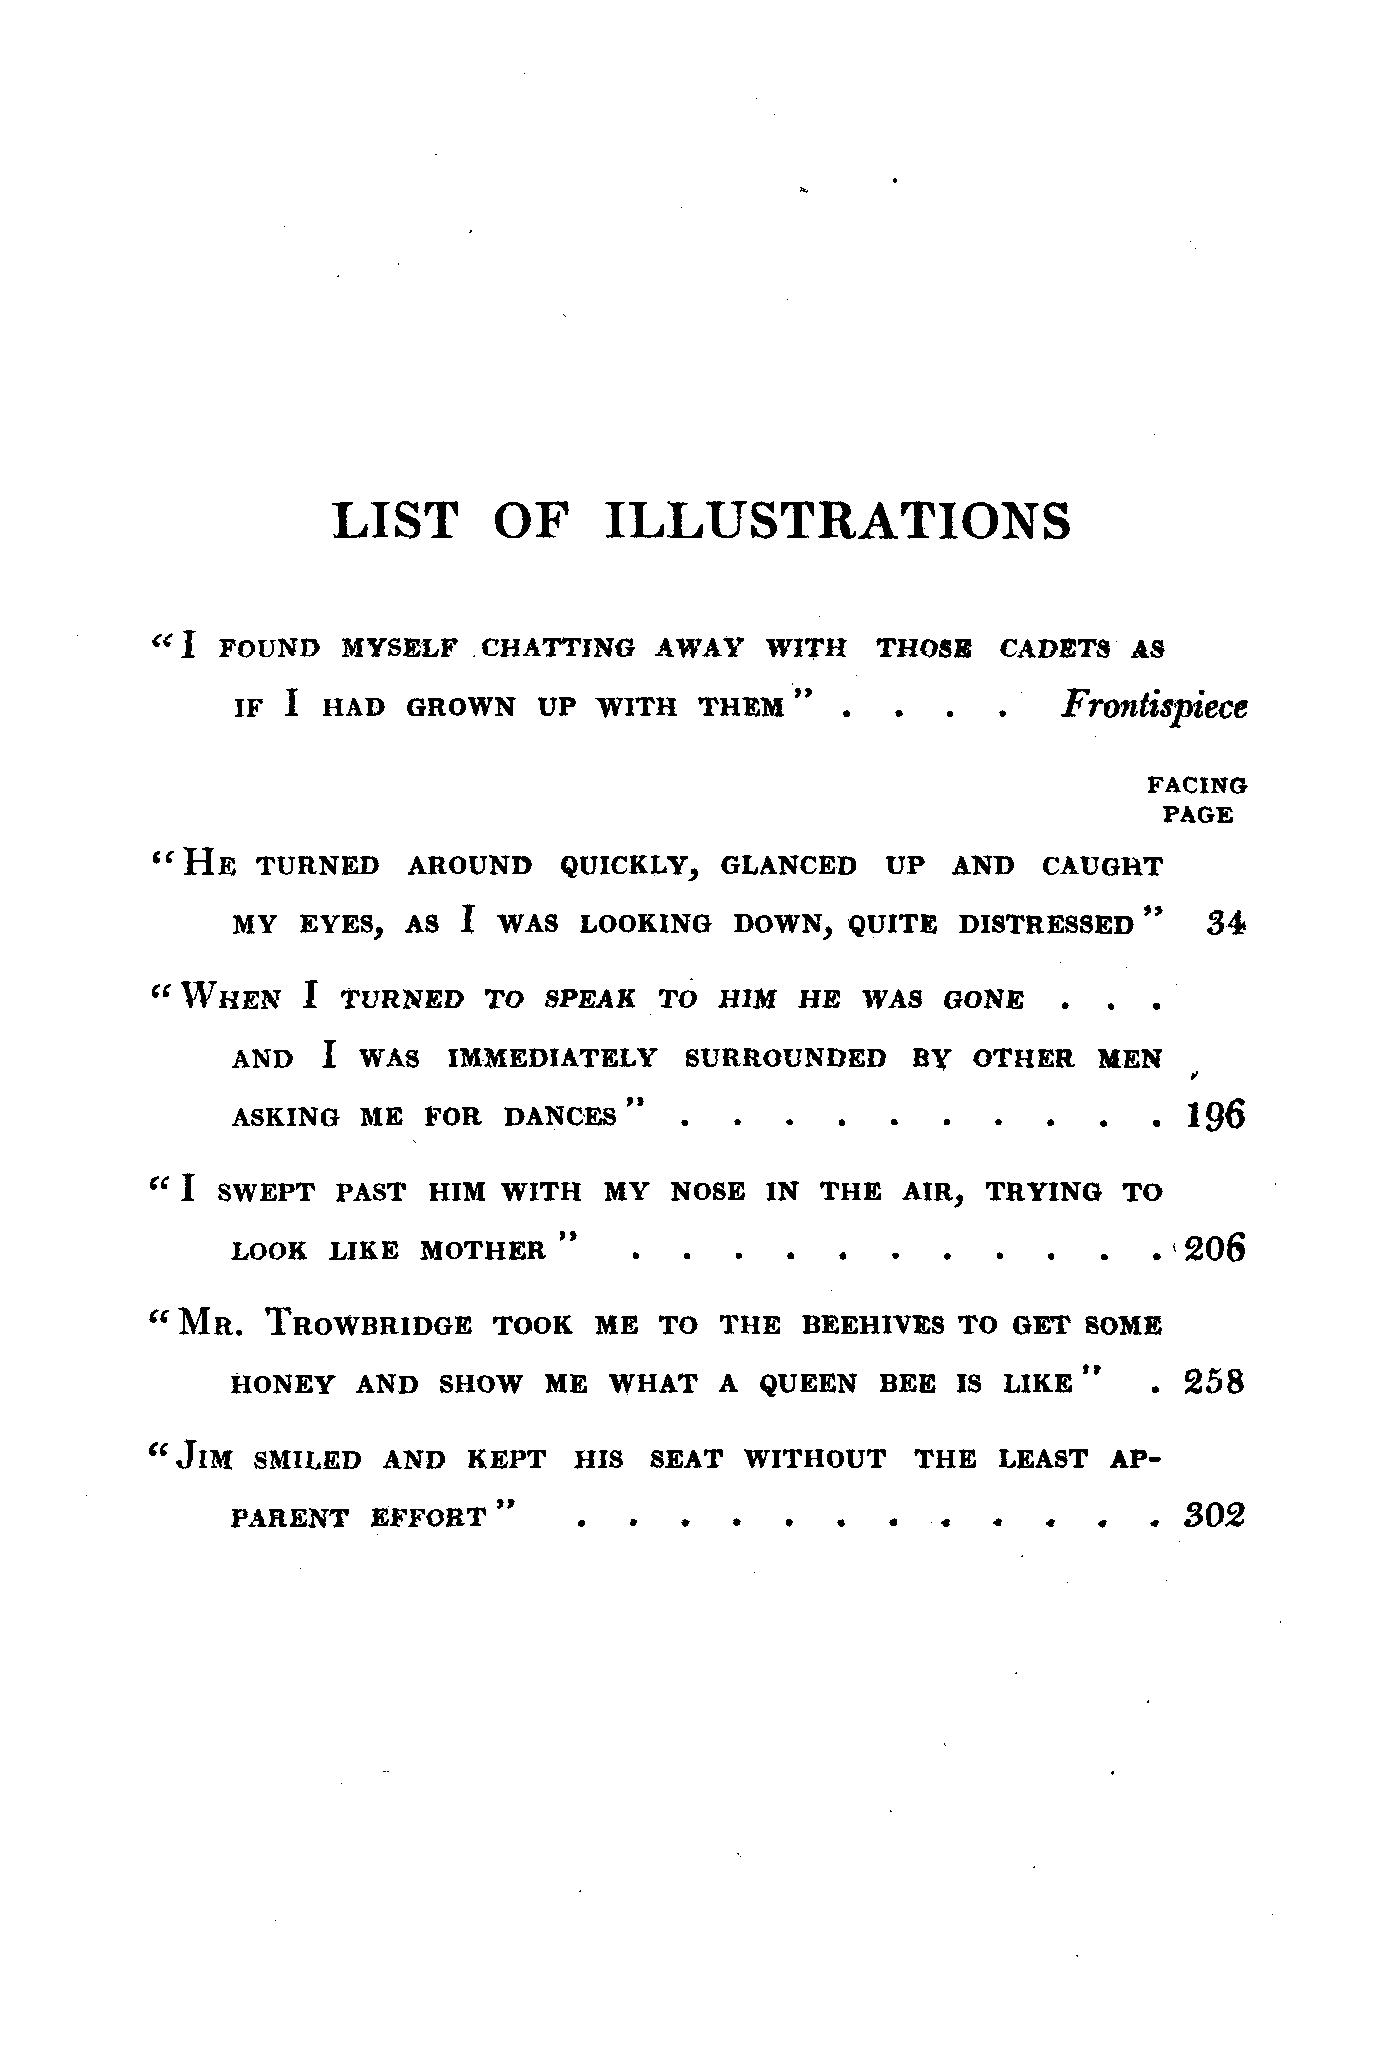 LIST OF ILLUSTRATIONS
“I FOUND MYSELF CHATTING AWAY WITH THOSE CADETS AS
IF I HAD GROWN UP WITH THEM” . . . . Frontispiece
FACING
PAGE
“HE TURNED AROUND QUICKLY, GLANCED UP AND CAUGHT
MY EYES, AS I WAS LOOKING DOWN, QUITE DISTRESSED” 34
“WHEN I TURNED TO SPEAK TO HIM HE WAS GONE . . .
AND I WAS IMMEDIATELY SURROUNDED BY OTHER MEN
ASKING ME FOR DANCES” . . . . . . . . . . 196
“I SWEPT PAST HIM WITH MY NOSE IN THE AIR, TRYING TO
LOOK LIKE MOTHER” . . . . . . . . . . . 206
“MR. TROWBRIDGE TOOK ME TO THE BEEHIVES TO GET SOME
HONEY AND SHOW ME WHAT A QUEEN BEE IS LIKE” . 258
“JIM SMILED AND KEPT HIS SEAT WITHOUT THE LEAST AP-
PARENT EFFORT” . . . . . . . . . . . . 302